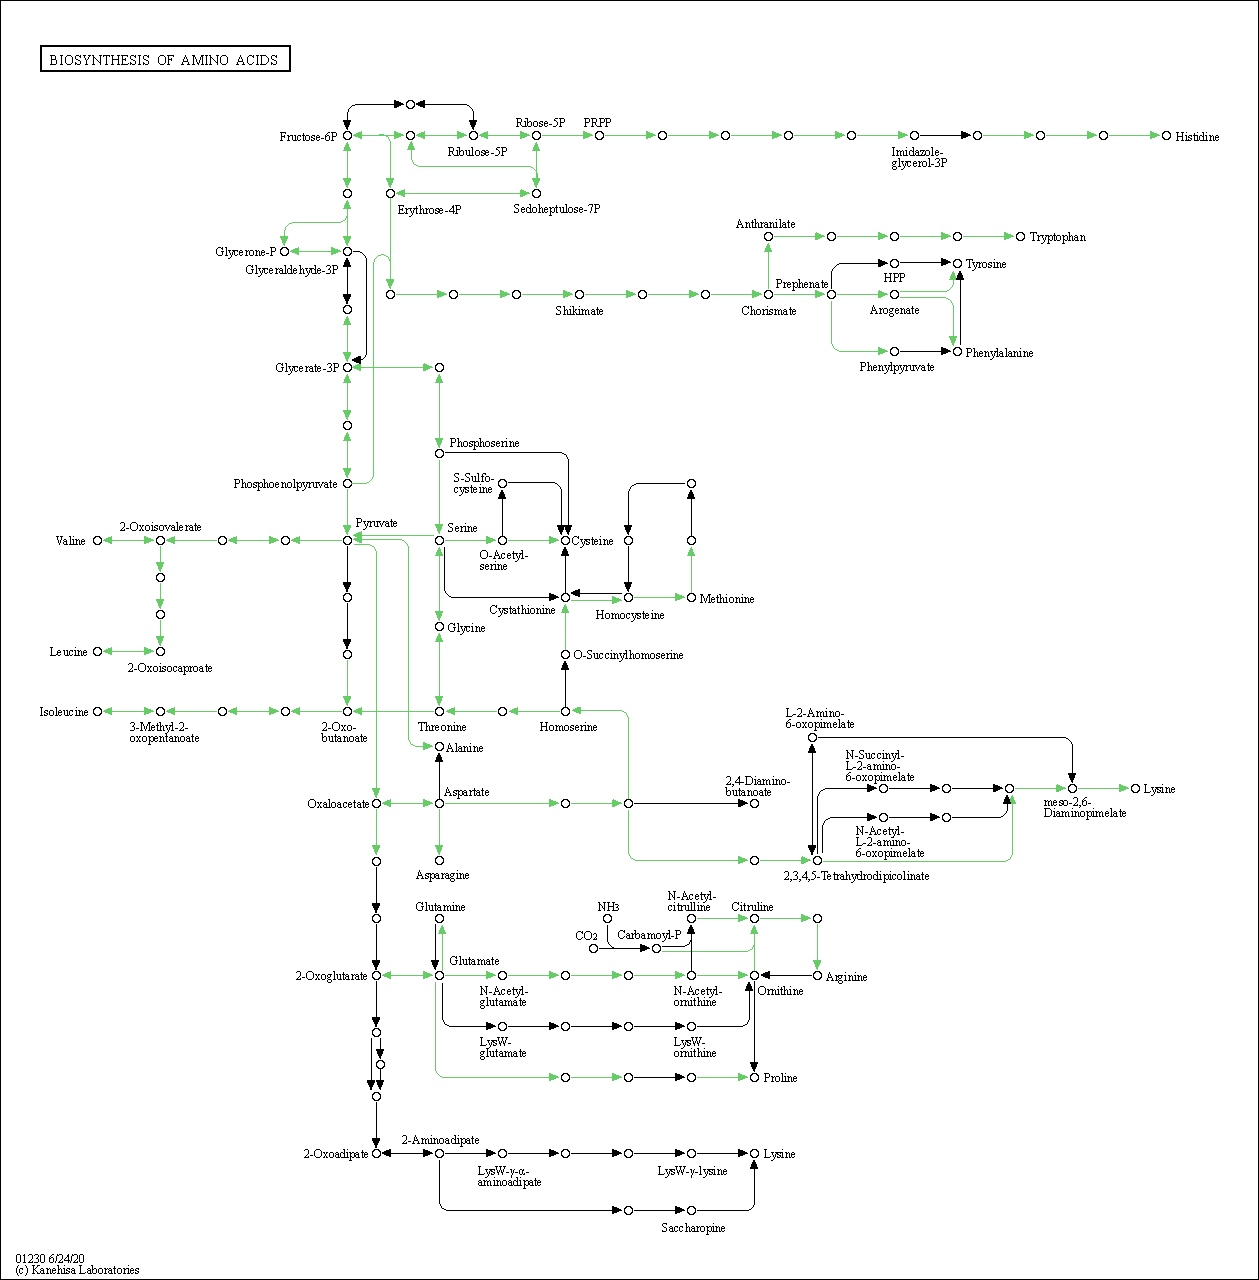 BIOSYNTHESIS OF AMINO ACIDS
Ribose-5P
PRPP
Fructose-6P
Histidine
Ribulose-5P
Imidazole-
glycerol-3P
Erythrose-4P
Sedoheptulose-7P
Anthranilate
Tryptophan
Glycerone-P
Glyceraldehyde-3P
Tyrosine
HPP
Prephenate
Shikimate
Chorismate
Arogenate
Phenylalanine
Phenylpyruvate
Glycerate-3P
Phosphoserine
S-Sulfo-
cysteine
Phosphoenolpyruvate
Pyruvate
2-Oxoisovalerate
Serine
Valine
Cysteine
O-Acetyl-
serine
Cystathionine
Homocysteine
Methionine
Glycine
Leucine
2-Oxoisocaproate
O-Succinylhomoserine
Isoleucine
3-Methyl-2-
oxopentanoate
2-Oxo-
butanoate
Threonine
Homoserine
L-2-Amino-
6-oxopimelate
Alanine
N-Succinyl-
L-2-amino-
6-oxopimelate
2,4-Diamino-
butanoate
Aspartate
Oxaloacetate
Lysine
meso-2,6-
Diaminopimelate
N-Acetyl-
L-2-amino-
6-oxopimelate
Asparagine
2,3,4,5-Tetrahydrodipicolinate
N-Acetyl-
citrulline
Glutamine
NH3
Citruline
CO2
Carbamoyl-P
Glutamate
2-Oxoglutarate
Arginine
N-Acetyl-
glutamate
N-Acetyl-
ornithine
Ornithine
LysW-
glutamate
LysW-
ornithine
Proline
2-Aminoadipate
2-Oxoadipate
Lysine
LysW-γ-α-
aminoadipate
LysW-γ-lysine
Saccharopine
01230 6/24/20
(c) Kanehisa Laboratories